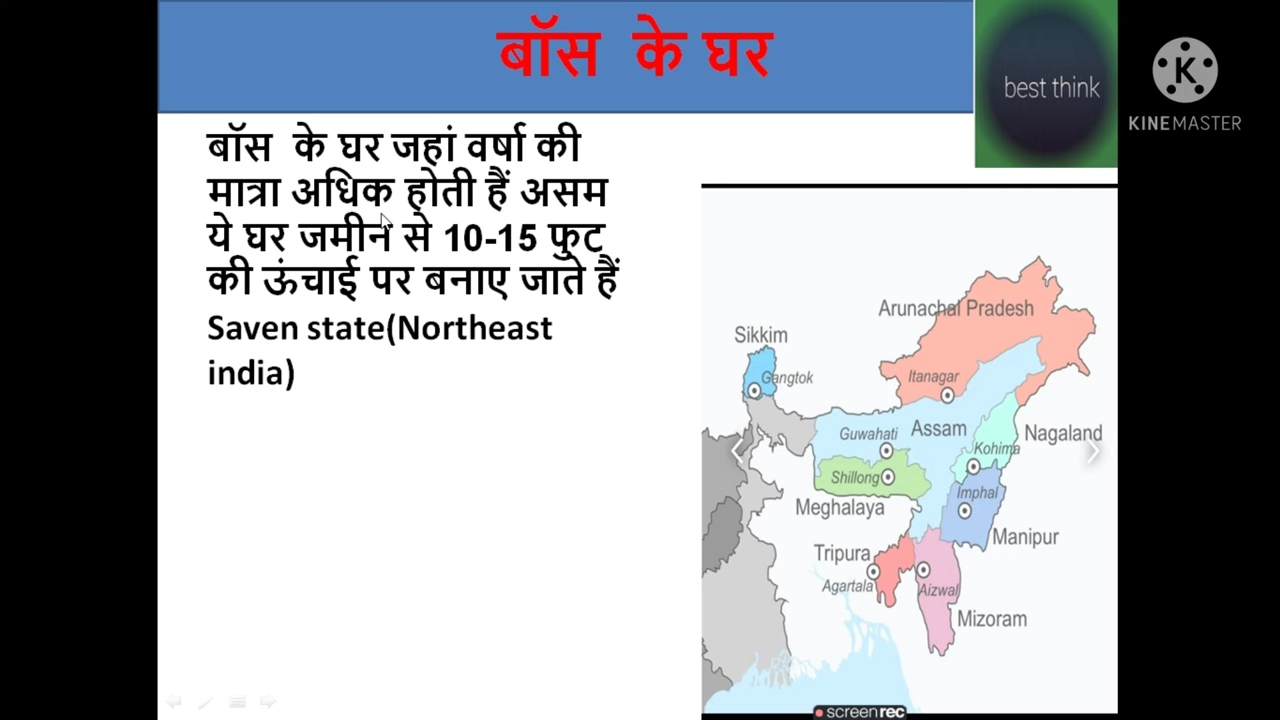 बॉस के घर
best think
KINEMASTER
बॉस के घर जहां वर्षा की
मात्रा अधिक होती हैं असम
ये घर जमीन से 10-15 फुट
की ऊंचाई पर बनाए जाते हैं
Saven state(Northeast
india)
Arunachal Pradesh
Sikkim
Gangtok
Itanagar
Guwahati
Assam
Nagaland
Kohima
Shillong
Imphal
Meghalaya
Manipur
Tripura
Agartala
Aizwal
Mizoram
screenrec